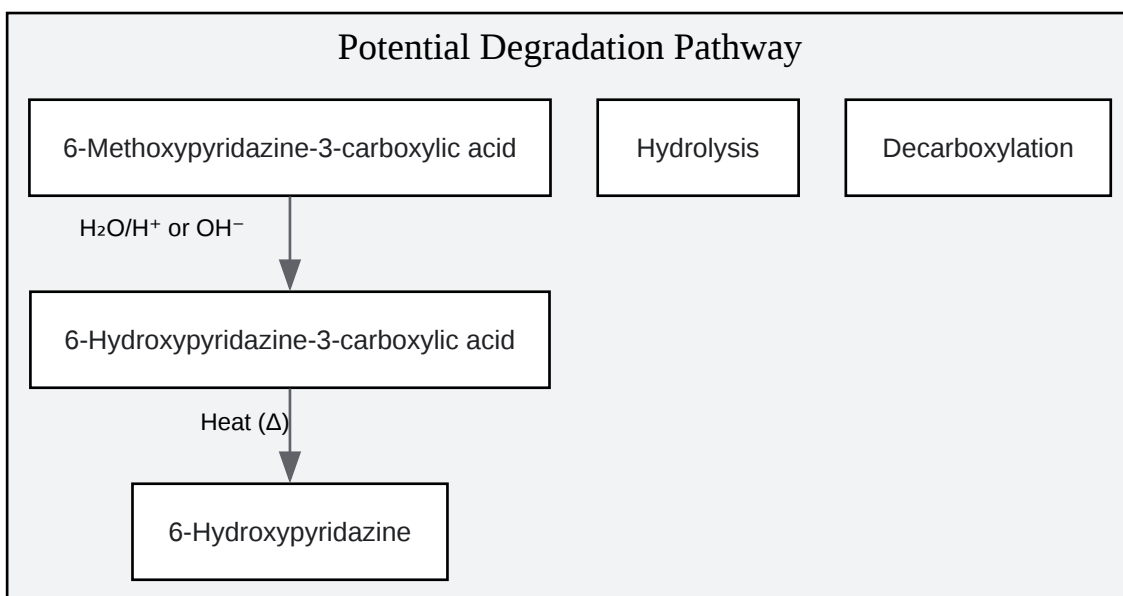 Potential Degradation Pathway
6-Methoxypyridazine-3-carboxylic acid
Hydrolysis
Decarboxylation
H₂O/H⁺ or OH⁻
6-Hydroxypyridazine-3-carboxylic acid
Heat (Δ)
6-Hydroxypyridazine